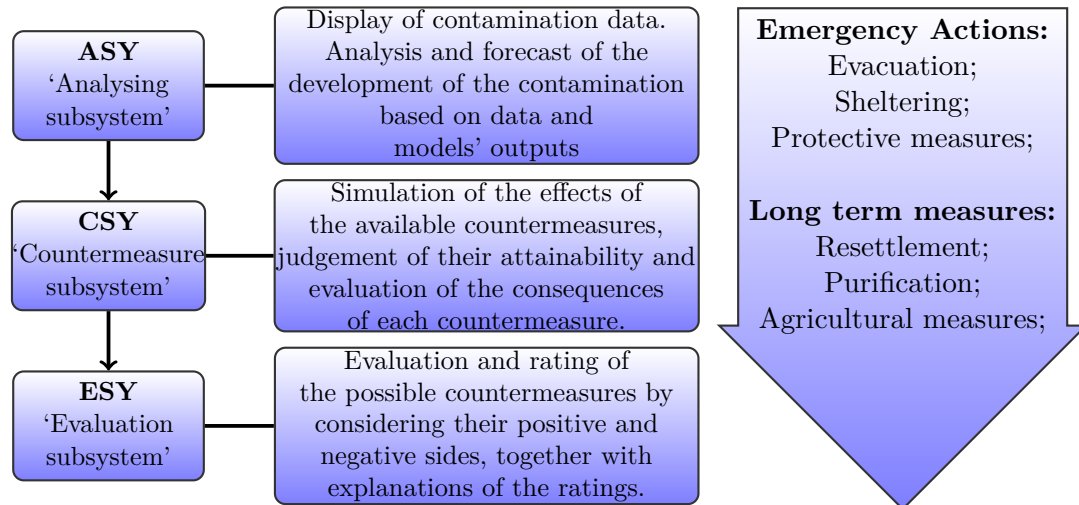 ASY
‘Analysing
subsystem’
Display of contamination data.
Analysis and forecast of the
development of the contamination
based on data and
models’ outputs
CSY
‘Countermeasure
subsystem’
Simulation of the effects of
the available countermeasures,
judgement of their attainability and
evaluation of the consequences
of each countermeasure.
ESY
‘Evaluation
subsystem’
Evaluation and rating of
the possible countermeasures by
considering their positive and
negative sides, together with
explanations of the ratings.
Emergency Actions:
Evacuation;
Sheltering;
Protective measures;
Long term measures:
Resettlement;
Purification;
Agricultural measures;